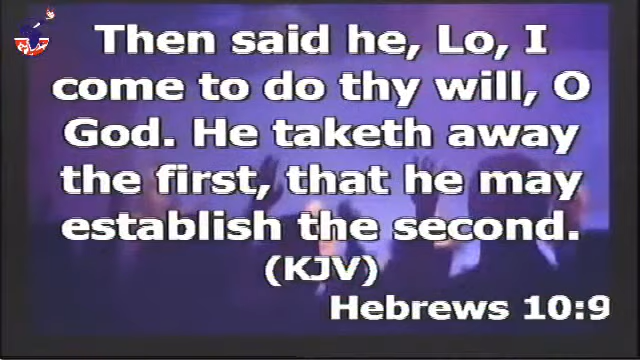 Then said he, Lo, I
come to do thy will, O
God. He taketh away
the first, that he may
establish the second.
(KJV)
Hebrews 10:9